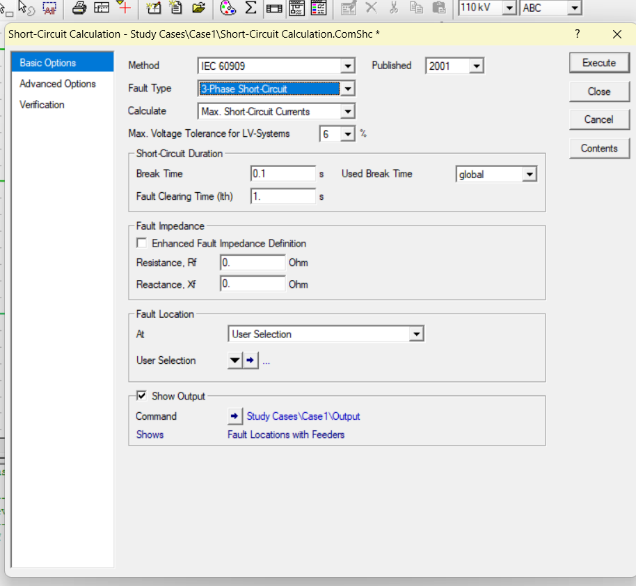 110 kV ABC
Short-Circuit Calculation - Study Cases\Case1\Short-Circuit Calculation.ComShc * ? ×
Basic Options
Advanced Options
Verification
Method IEC 60909 Published 2001
Fault Type 3-Phase Short-Circuit
Calculate Max. Short-Circuit Currents
Max. Voltage Tolerance for LV-Systems 6 %
Short-Circuit Duration
Break Time 0.1 s Used Break Time global
Fault Clearing Time (Ith) 1. s
Fault Impedance
Enhanced Fault Impedance Definition
Resistance, Rf 0. Ohm
Reactance, Xf 0. Ohm
Fault Location
At User Selection
User Selection ...
Show Output
Command Study Cases\Case1\Output
Shows Fault Locations with Feeders
Execute
Close
Cancel
Contents